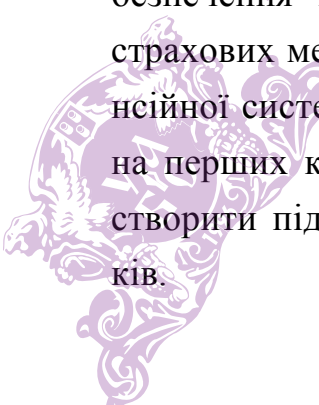 страхових ме
нсійної систе
на перших к
створити під
ків.